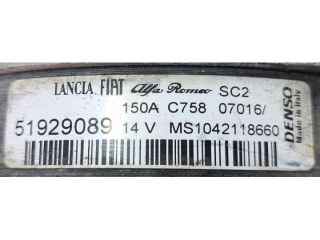 LANCIA FIAT Alfa Romeo SC2
150A C758 07016/
51929089 14 V MS1042118660
DENSO
Made in Italy